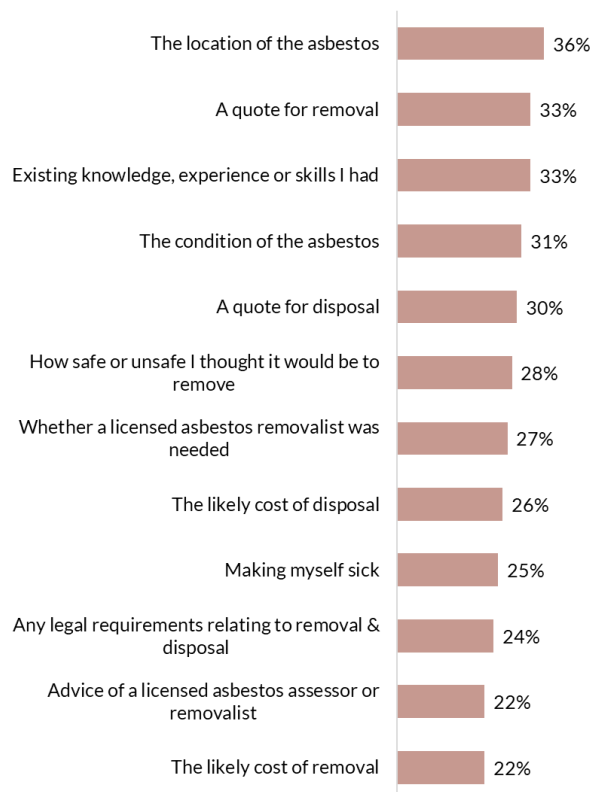 The location of the asbestos 36%
A quote for removal 33%
Existing knowledge, experience or skills I had 33%
The condition of the asbestos 31%
A quote for disposal 30%
How safe or unsafe I thought it would be to
remove 28%
Whether a licensed asbestos removalist was
needed 27%
The likely cost of disposal 26%
Making myself sick 25%
Any legal requirements relating to removal &
disposal 24%
Advice of a licensed asbestos assessor or
removalist 22%
The likely cost of removal 22%